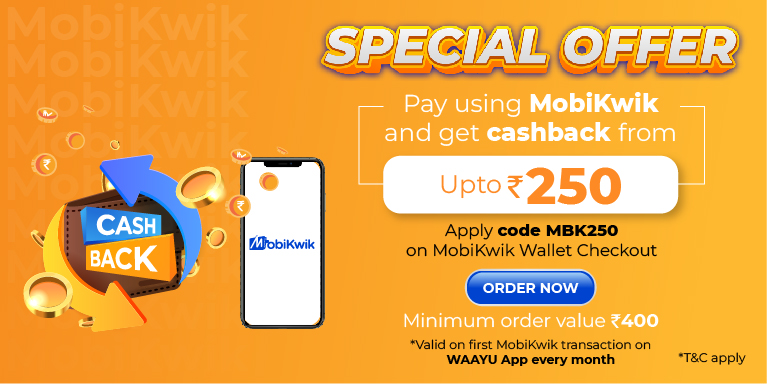 MobiKwik
MobiKwik
MobiKwik
MobiKwik
MobiKwik
MobiKwik
SPECIAL OFFER
Pay using MobiKwik
and get cashback from
Upto ₹250
Apply code MBK250
on MobiKwik Wallet Checkout
ORDER NOW
Minimum order value ₹400
*Valid on first MobiKwik transaction on
WAAYU App every month
*T&C apply
CASH
BACK
MobiKwik
₹
₹